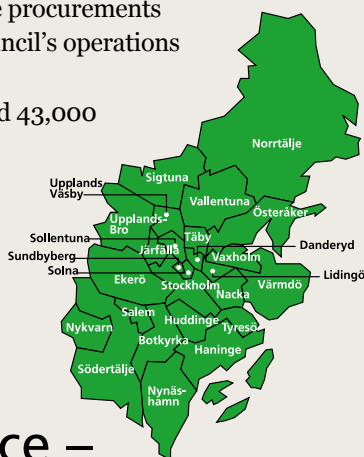 e procurements
ncil's operations
d 43,000
Norrtälje
Sigtuna
Upplands
Väsby
Vallentuna
Österåker
Upplands-
Bro
Sollentuna
Täby
Danderyd
Järfälla
Vaxholm
Sundbyberg
Solna
Lidingö
Ekerö
Stockholm
Värmdö
Nacka
Salem
Huddinge
Nykvarn
Tyresö
Botkyrka
Haninge
Södertälje
Nynäs-
hamn
ce –